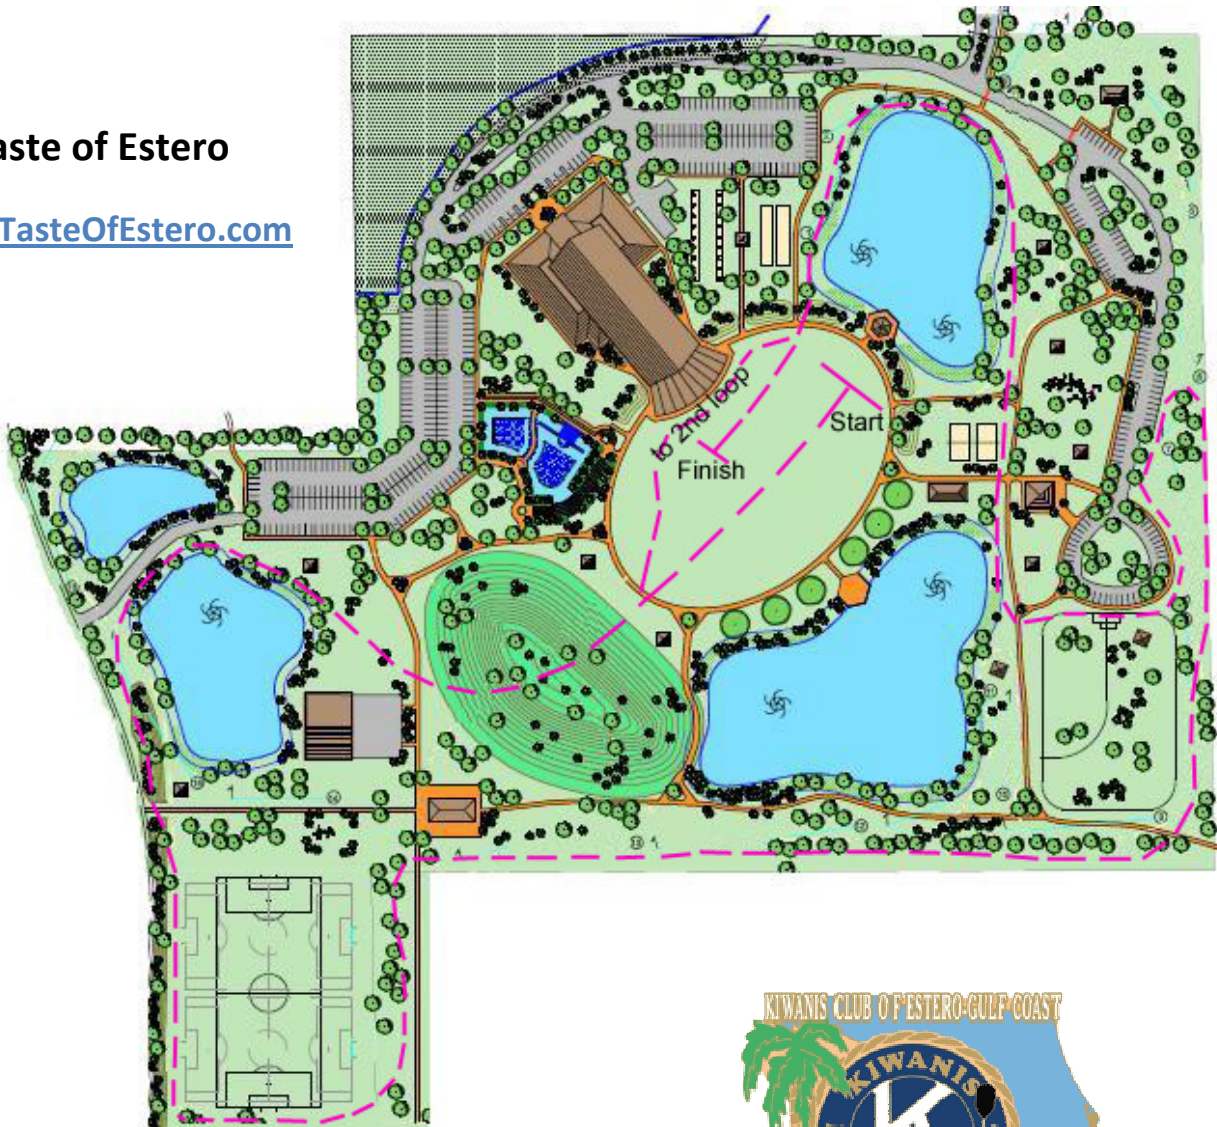 aste of Estero
TasteOfEstero.com
to 2nd loop
Start
Finish
KIWANIS CLUB OF ESTERO-GULF COAST
KIWANIS
K